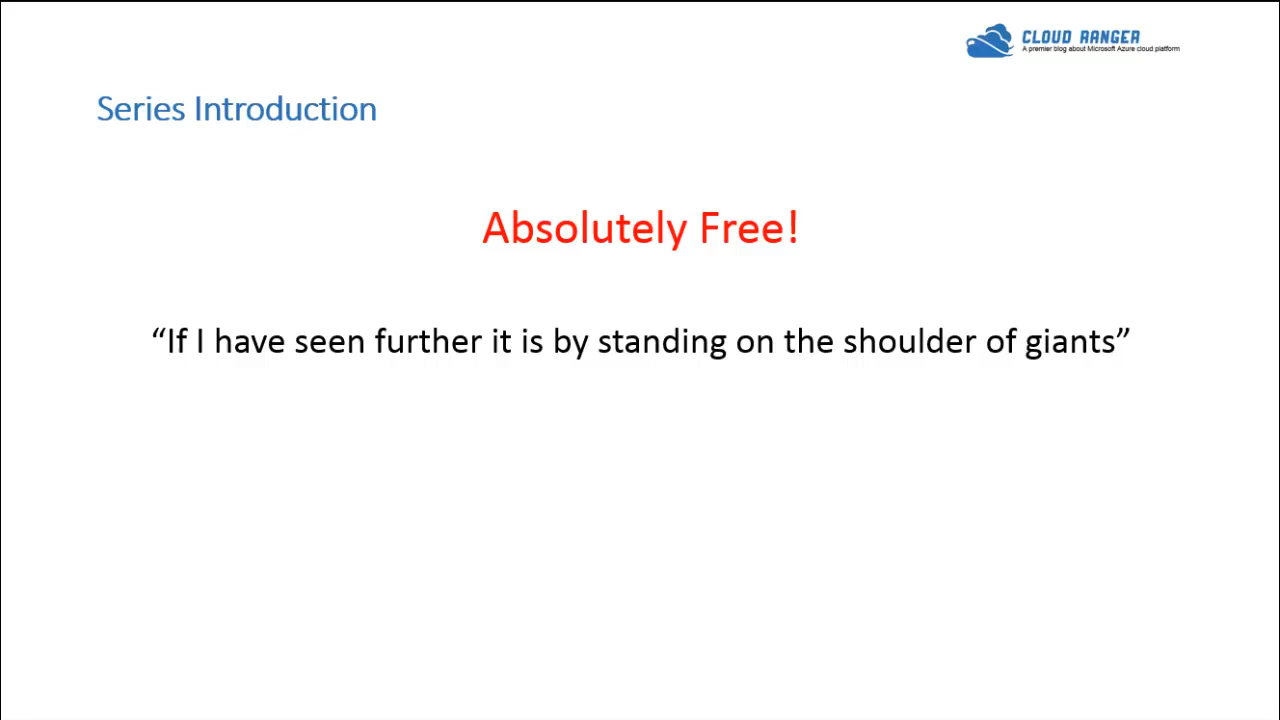 CLOUD RANGER
A premier blog about Microsoft Azure cloud platform
Series Introduction
Absolutely Free!
“If I have seen further it is by standing on the shoulder of giants”